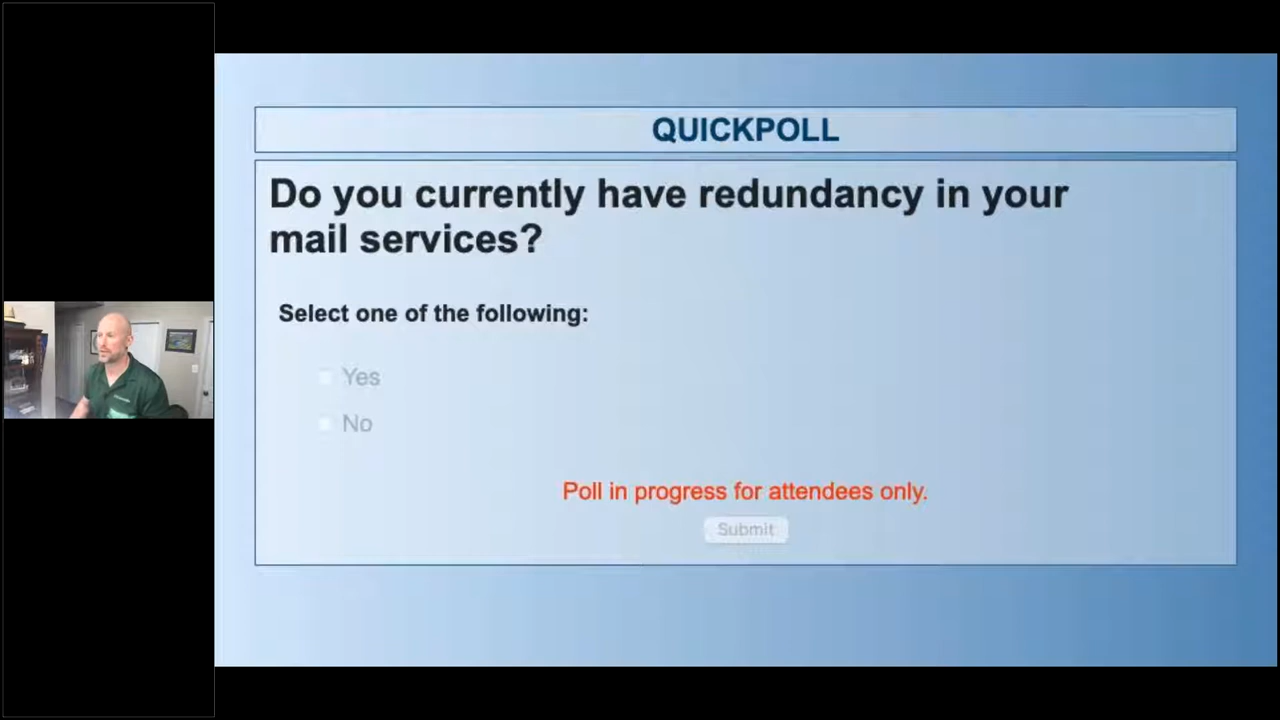 QUICKPOLL
Do you currently have redundancy in your
mail services?
Select one of the following:
Yes
No
Poll in progress for attendees only.
Submit